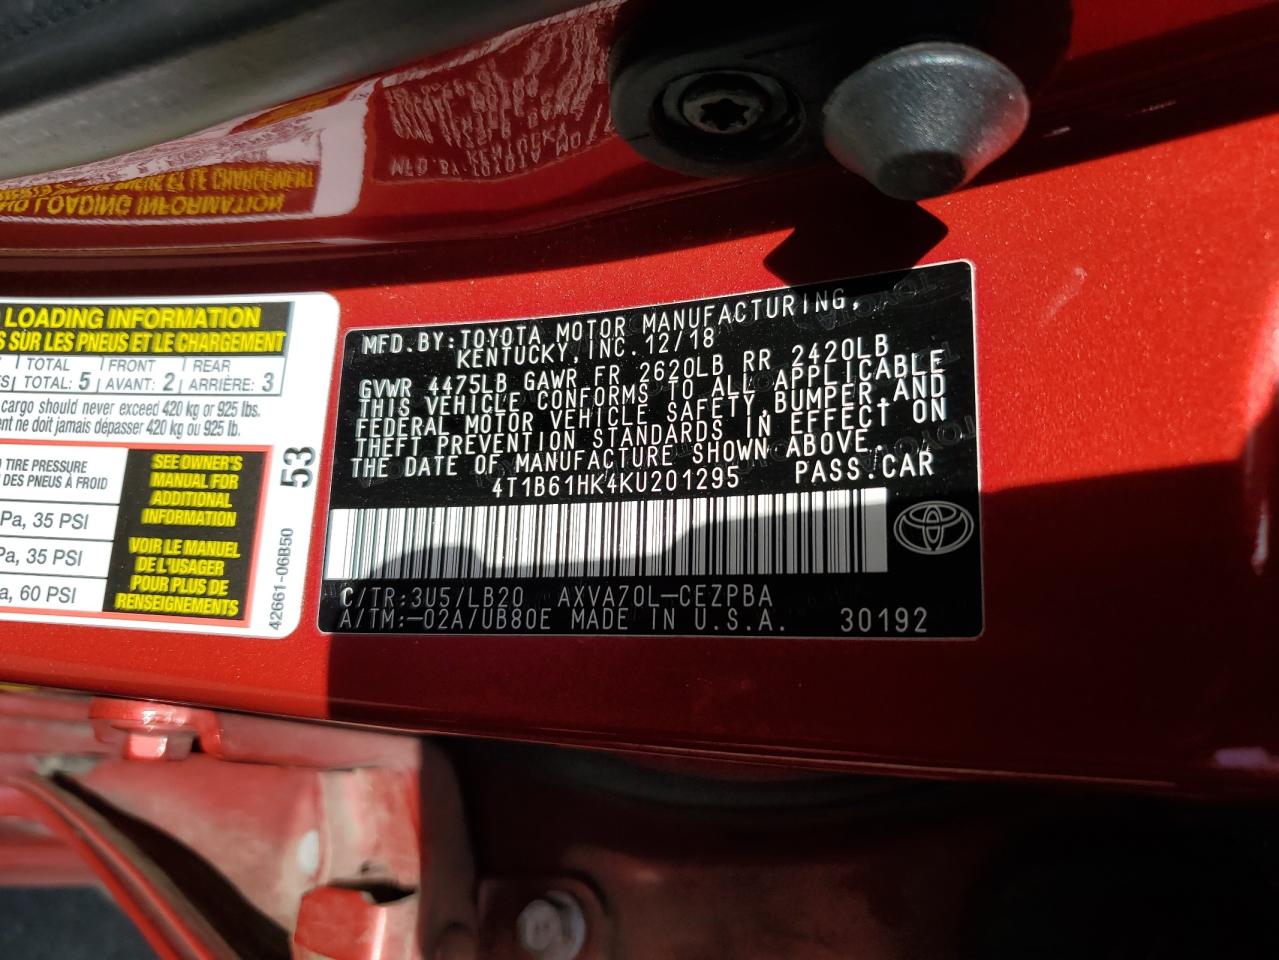 LOADING INFORMATION
S SUR LES PNEUS ET LE CHARGEMENT
TOTAL FRONT REAR
TOTAL: 5 AVANT: 2 ARRIÈRE: 3
cargo should never exceed 420 kg or 925 lbs.
ne doit jamais dépasser 420 kg ou 925 lb.
TIRE PRESSURE
DES PNEUS À FROID
Pa, 35 PSI
Pa, 35 PSI
a, 60 PSI
SEE OWNER'S
MANUAL FOR
ADDITIONAL
INFORMATION
VOIR LE MANUEL
DE L'USAGER
POUR PLUS DE
RENSEIGNEMENTS
53
42661-06B50
MFD.BY:TOYOTA MOTOR MANUFACTURING,
KENTUCKY,INC.12/18
GVWR 4475LB GAWR FR 2620LB RR 2420LB
THIS VEHICLE CONFORMS TO ALL APPLICABLE
FEDERAL MOTOR VEHICLE SAFETY,BUMPER,AND
THEFT PREVENTION STANDARDS IN EFFECT ON
THE DATE OF MANUFACTURE SHOWN ABOVE.
4T1B61HK4KU201295 PASS.CAR
C/TR:3U5/LB20 AXVA70L-CEZPBA
A/TM:-02A/UB80E MADE IN U.S.A. 30192